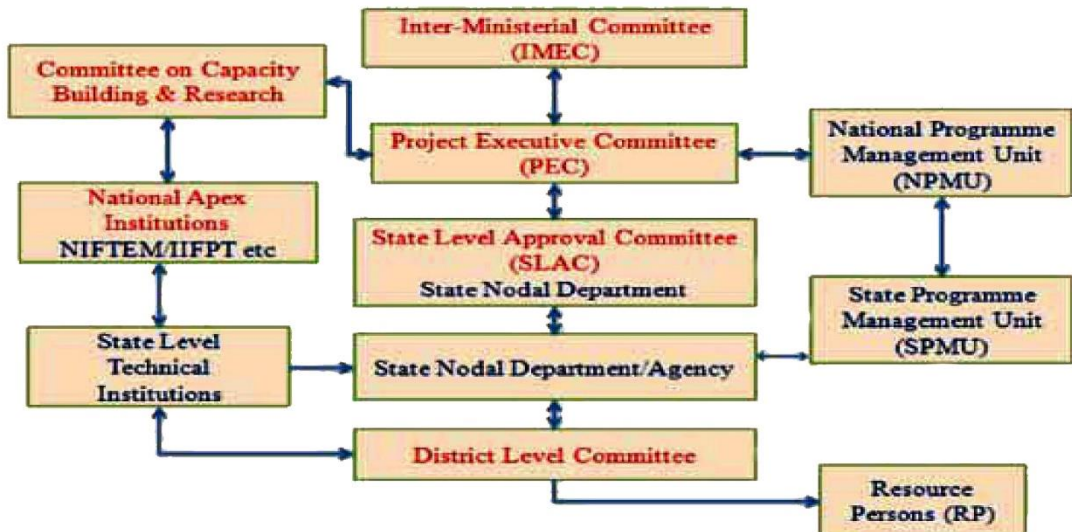 Inter-Ministerial Committee
(IMEC)
Committee on Capacity
Building & Research
Project Executive Committee
(PEC)
National Programme
Management Unit
(NPMU)
National Apex
Institutions
NIFTEM/IIFPT etc
State Level Approval Committee
(SLAC)
State Nodal Department
State Programme
Management Unit
(SPMU)
State Level
Technical
Institutions
State Nodal Department/Agency
District Level Committee
Resource
Persons (RP)